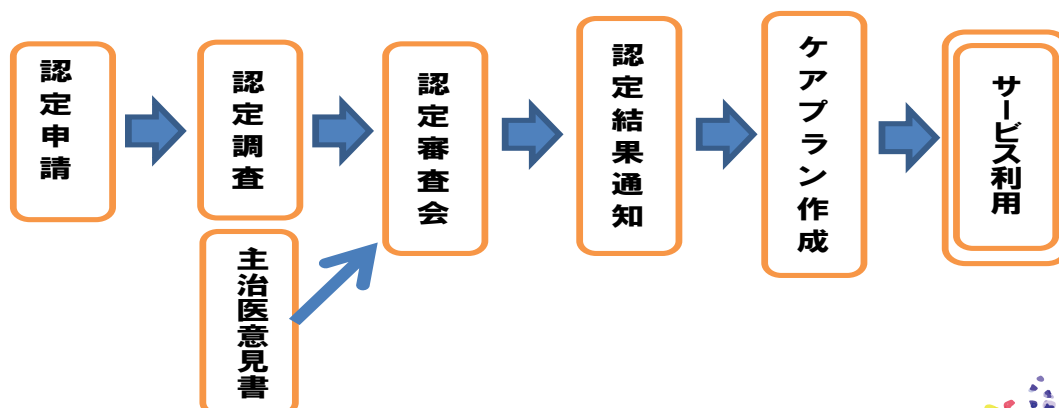 認定申請
認定調査
主治医意見書
認定審査会
認定結果通知
ケアプラン作成
サービス利用